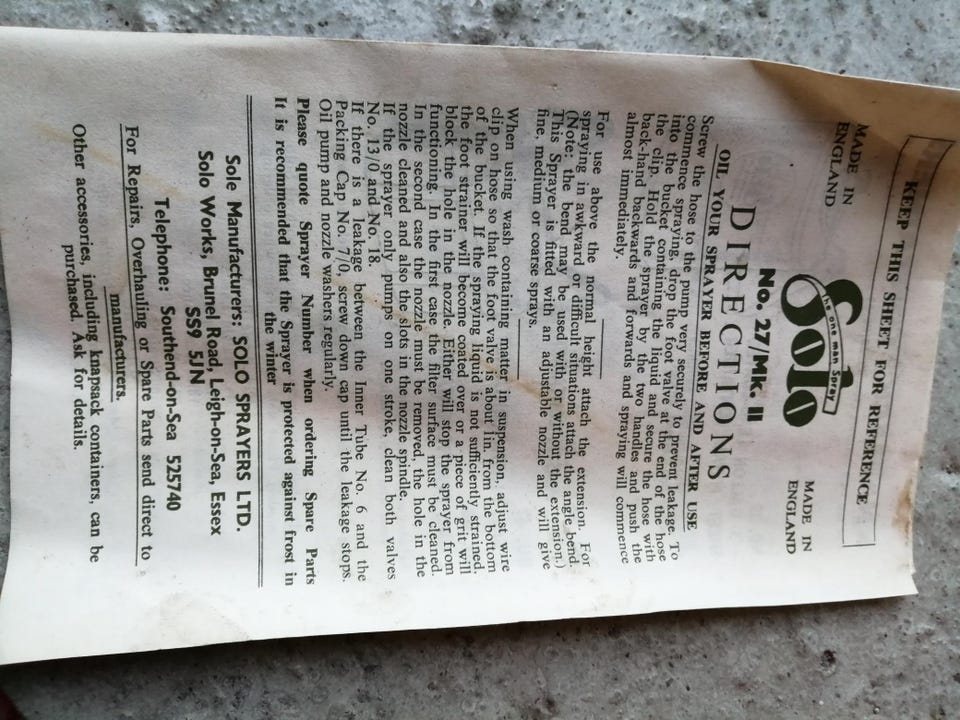 KEEP THIS SHEET FOR REFERENCE
MADE IN
ENGLAND
Solo
The one man Spray
MADE IN
ENGLAND
No. 27/Mk. II
DIRECTIONS
OIL YOUR SPRAYER BEFORE AND AFTER USE
Screw the hose to the pump very securely to prevent leakage. To
commence spraying, drop the foot valve at the end of the hose
into the bucket containing the liquid and secure the hose with
the clip. Hold the sprayer by the two handles and push the
back-hand backwards and forwards and spraying will commence
almost immediately.
For use above the normal height attach the extension. For
spraying in awkward or difficult situations attach the angle bend.
(Note: the bend may be used with or without the extension.)
This Sprayer is fitted with an adjustable nozzle and will give
fine, medium or coarse sprays.
When using wash containing matter in suspension, adjust wire
clip on hose so that the foot valve is about 1in. from the bottom
of the bucket. If the spraying liquid is not sufficiently strained,
the foot strainer will become coated over or a piece of grit will
block the hole in the nozzle. Either will stop the sprayer from
functioning. In the first case the filter surface must be cleaned.
In the second case the nozzle must be removed, the hole in the
nozzle cleaned and also the slots in the nozzle spindle.
If the sprayer only pumps on one stroke, clean both valves
No. 13/0 and No. 18.
If there is a leakage between the Inner Tube No. 6 and the
Packing Cap No. 7/0, screw down cap until the leakage stops.
Oil pump and nozzle washers regularly.
Please quote Sprayer Number when ordering Spare Parts
It is recommended that the Sprayer is protected against frost in
the winter
Sole Manufacturers: SOLO SPRAYERS LTD.
Solo Works, Brunel Road, Leigh-on-Sea, Essex
SS9 5JN
Telephone: Southend-on-Sea 525740
For Repairs, Overhauling or Spare Parts send direct to
manufacturers.
Other accessories, including knapsack containers, can be
purchased. Ask for details.